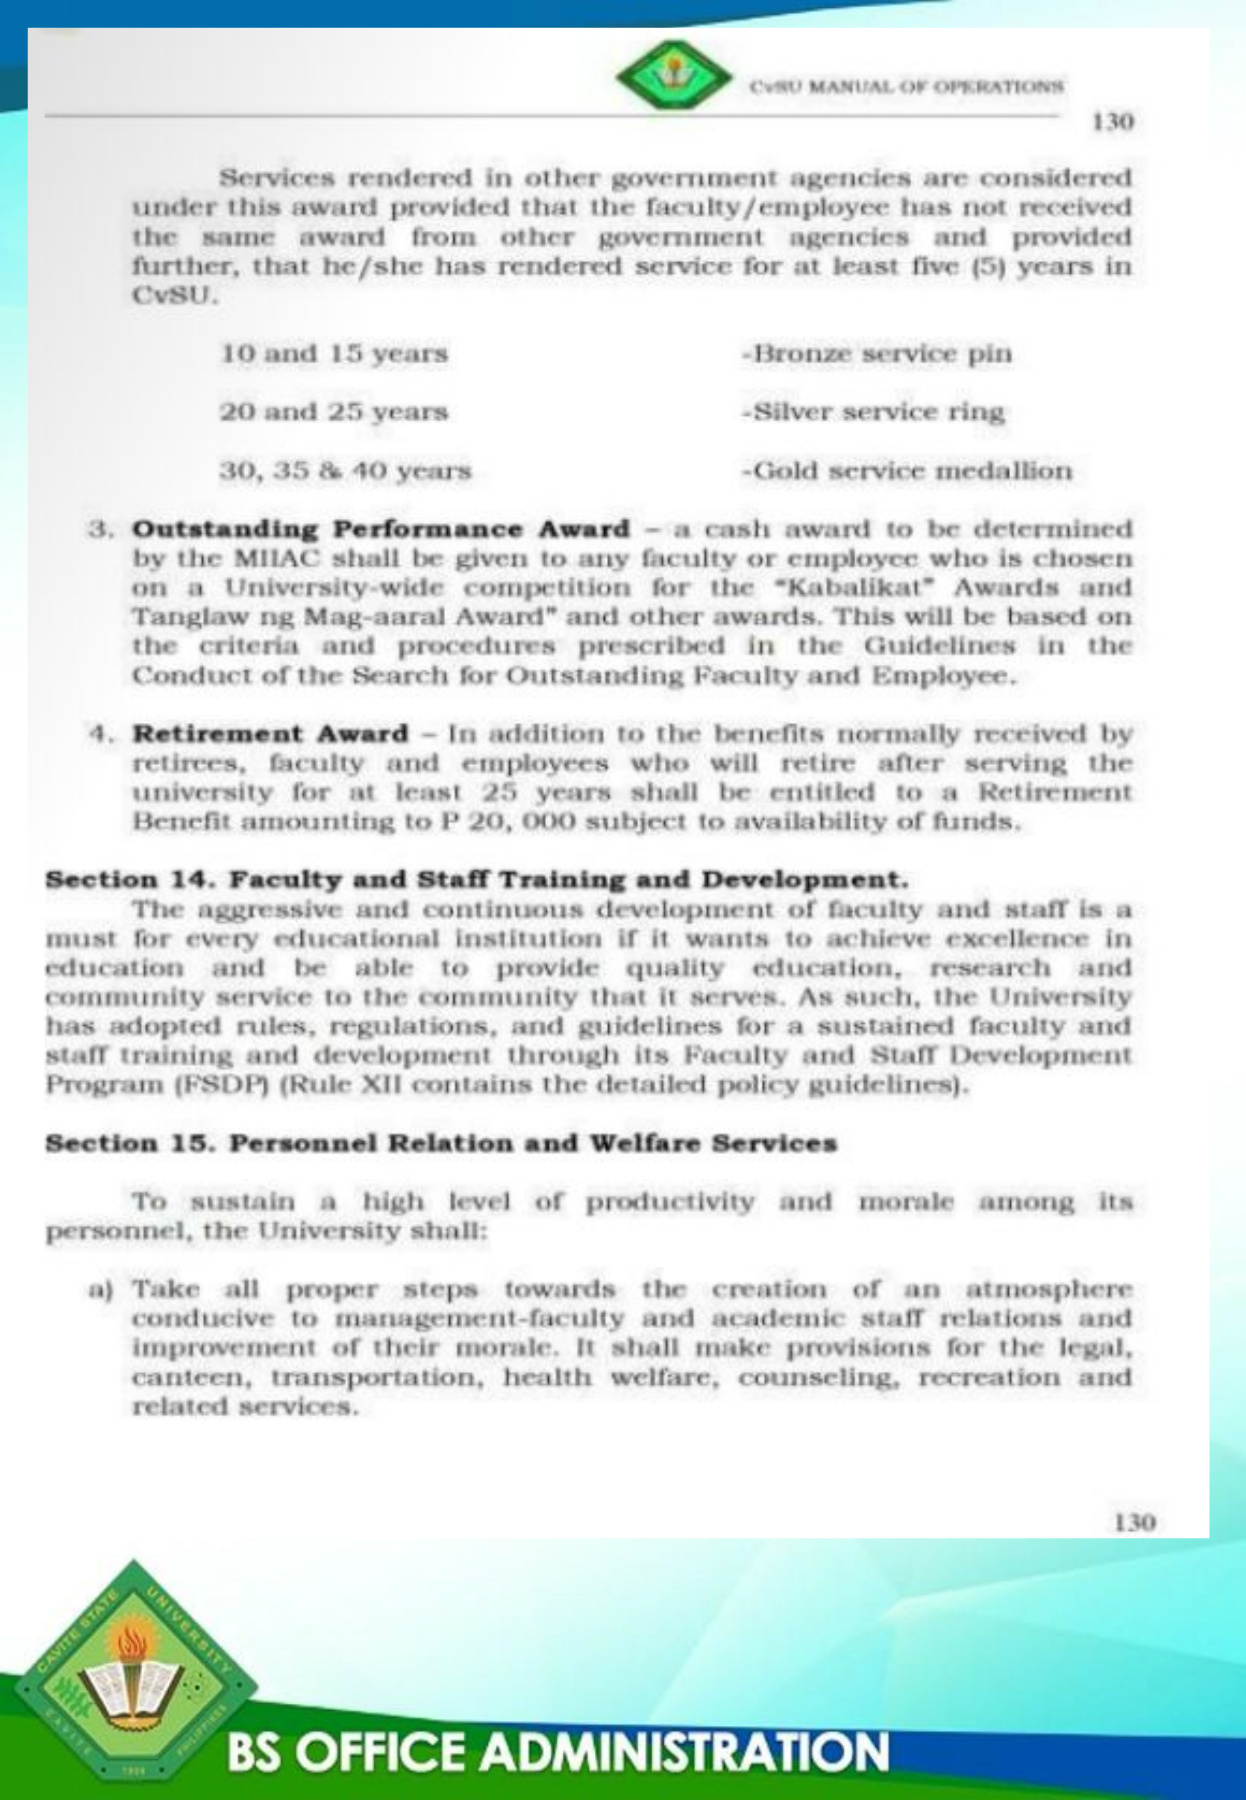 CvSU MANUAL OF OPERATIONS
130
Services rendered in other government agencies are considered
under this award provided that the faculty/employee has not received
the same award from other government agencies and provided
further, that he/she has rendered service for at least five (5) years in
CvSU.
10 and 15 years -Bronze service pin
20 and 25 years -Silver service ring
30, 35 & 40 years -Gold service medallion
3. Outstanding Performance Award – a cash award to be determined
by the shall be given to any faculty or employee who is chosen
on a University-wide competition for the "Kabalikat" Awards and
Tanglaw ng Mag-aaral Award" and other awards. This will be based on
the criteria and procedures prescribed in the Guidelines in the
Conduct of the Search for Outstanding Faculty and Employee.
4. Retirement Award – In addition to the benefits normally received by
retirees, faculty and employees who will retire after serving the
university for at least 25 years shall be entitled to a Retirement
Benefit amounting to P 20, 000 subject to availability of funds.
Section 14. Faculty and Staff Training and Development.
The aggressive and continuous development of faculty and staff is a
must for every educational institution if it wants to achieve excellence in
education and be able to provide quality education, research and
community service to the community that it serves. As such, the University
has adopted rules, regulations, and guidelines for a sustained faculty and
staff training and development through its Faculty and Staff Development
Program (FSDP) (Rule XII contains the detailed policy guidelines).
Section 15. Personnel Relation and Welfare Services
To sustain a high level of productivity and morale among its
personnel, the University shall:
a) Take all proper steps towards the creation of an atmosphere
conducive to management-faculty and academic staff relations and
improvement of their morale. It shall make provisions for the legal,
canteen, transportation, health welfare, counseling, recreation and
related services.
130
CAVITE STATE UNIVERSITY
CAVITE PHILIPPINES
1906
BS OFFICE ADMINISTRATION